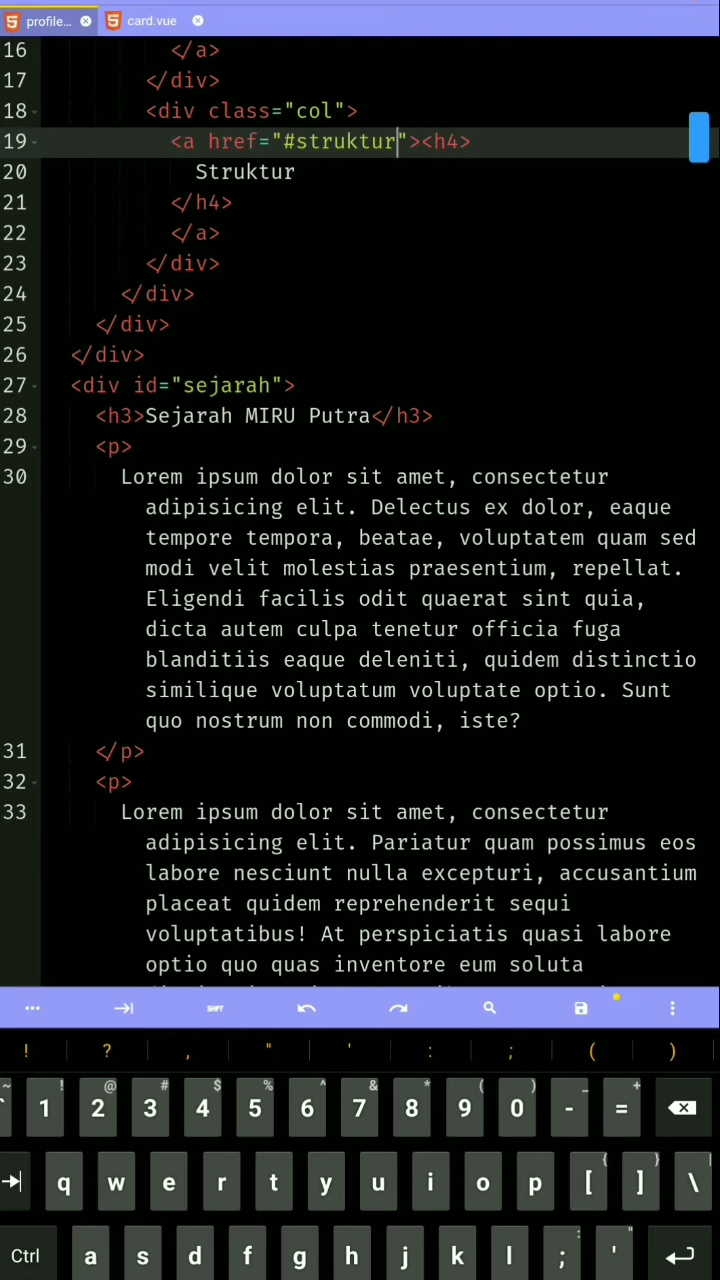 profile...
card.vue
16 </a>
17 </div>
18 <div class="col">
19 <a href="#struktur"><h4>
20 Struktur
21 </h4>
22 </a>
23 </div>
24 </div>
25 </div>
26 </div>
27 <div id="sejarah">
28 <h3>Sejarah MIRU Putra</h3>
29 <p>
30 Lorem ipsum dolor sit amet, consectetur
adipisicing elit. Delectus ex dolor, eaque
tempore tempora, beatae, voluptatem quam sed
modi velit molestias praesentium, repellat.
Eligendi facilis odit quaerat sint quia,
dicta autem culpa tenetur officia fuga
blanditiis eaque deleniti, quidem distinctio
similique voluptatum voluptate optio. Sunt
quo nostrum non commodi, iste?
31 </p>
32 <p>
33 Lorem ipsum dolor sit amet, consectetur
adipisicing elit. Pariatur quam possimus eos
labore nesciunt nulla excepturi, accusantium
placeat quidem reprehenderit sequi
voluptatibus! At perspiciatis quasi labore
optio quo quas inventore eum soluta
SHFT
! ? , " ' : ; ( )
~ ! @ # $ % ^ & * ( ) _ +
` 1 2 3 4 5 6 7 8 9 0 - =
{ } |
q w e r t y u i o p [ ] \
: "
Ctrl a s d f g h j k l ; '